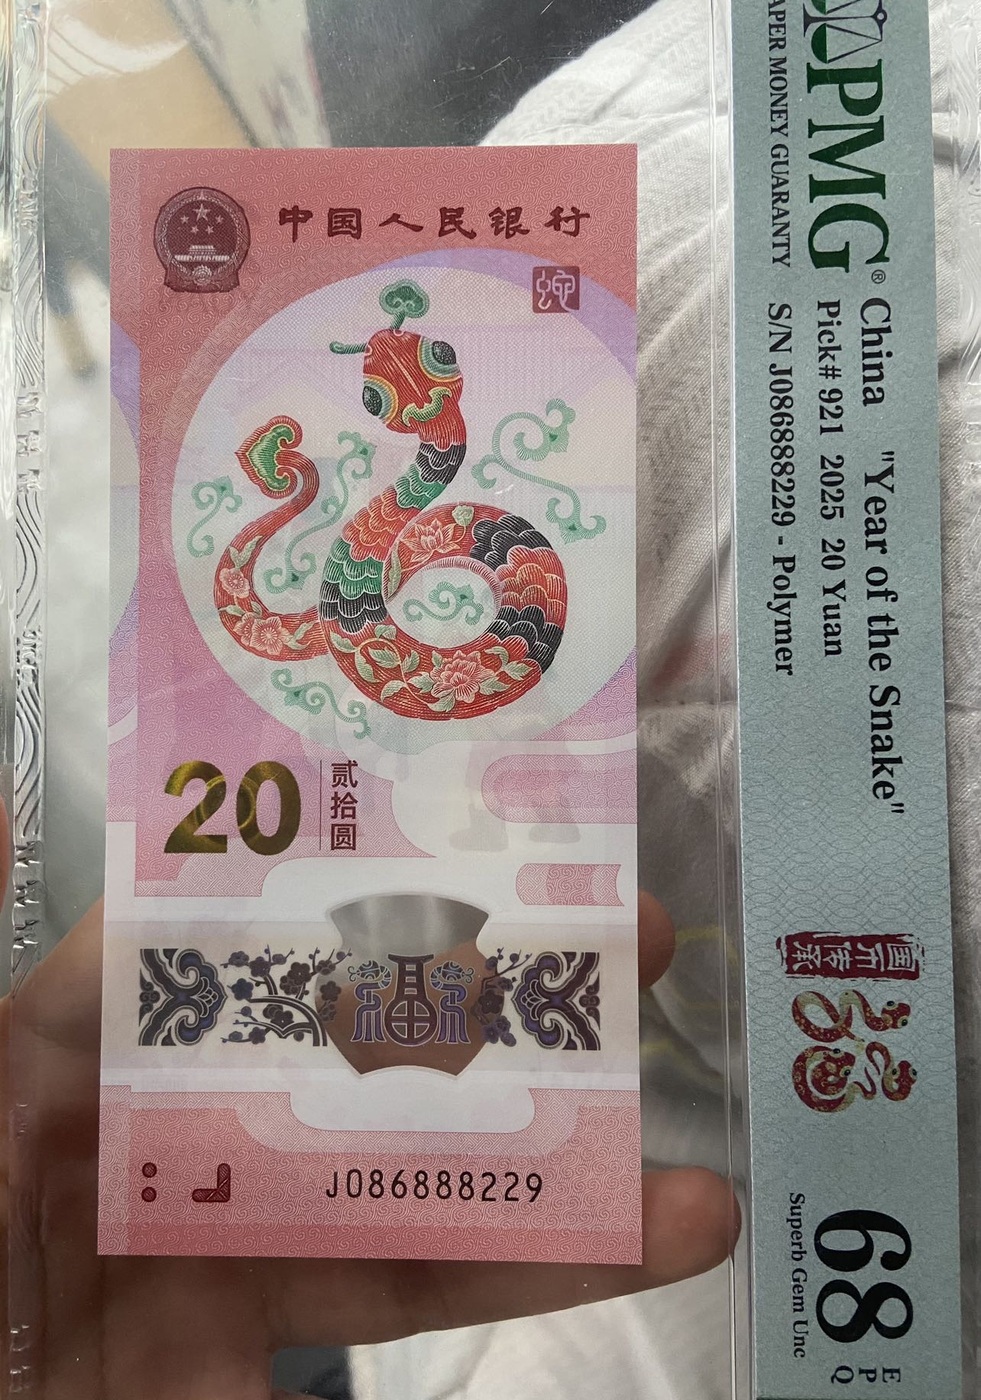 中国人民银行
蛇
20 贰拾圆
福
J086888229
PMG®
PAPER MONEY GUARANTY
China "Year of the Snake"
Pick# 921 2025 20 Yuan
S/N J086888229 - Polymer
国币传承
68 EPQ
Superb Gem Unc